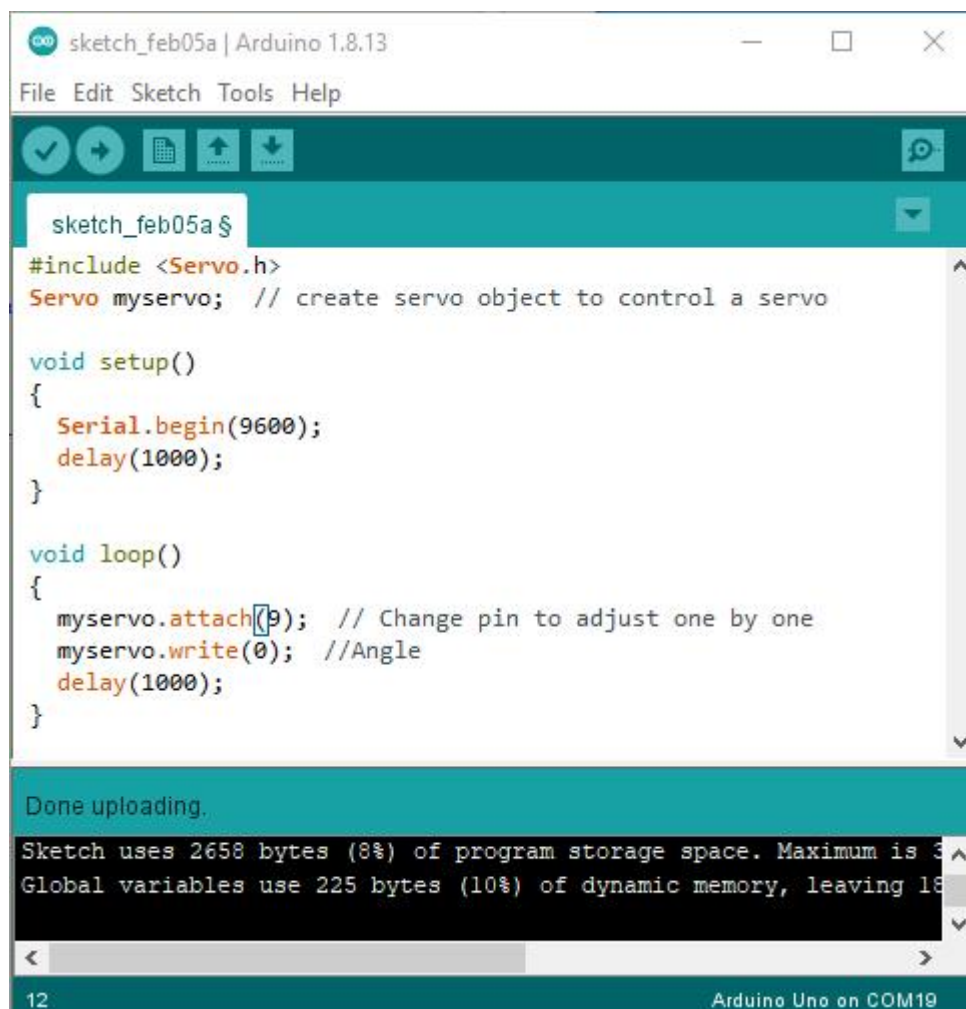 sketch_feb05a | Arduino 1.8.13
File Edit Sketch Tools Help
sketch_feb05a §
#include <Servo.h>
Servo myservo;  // create servo object to control a servo
void setup()
{
  Serial.begin(9600);
  delay(1000);
}
void loop()
{
  myservo.attach(9);  // Change pin to adjust one by one
  myservo.write(0);  //Angle
  delay(1000);
}
Done uploading.
Sketch uses 2658 bytes (8%) of program storage space. Maximum is 3
Global variables use 225 bytes (10%) of dynamic memory, leaving 18
12 Arduino Uno on COM19